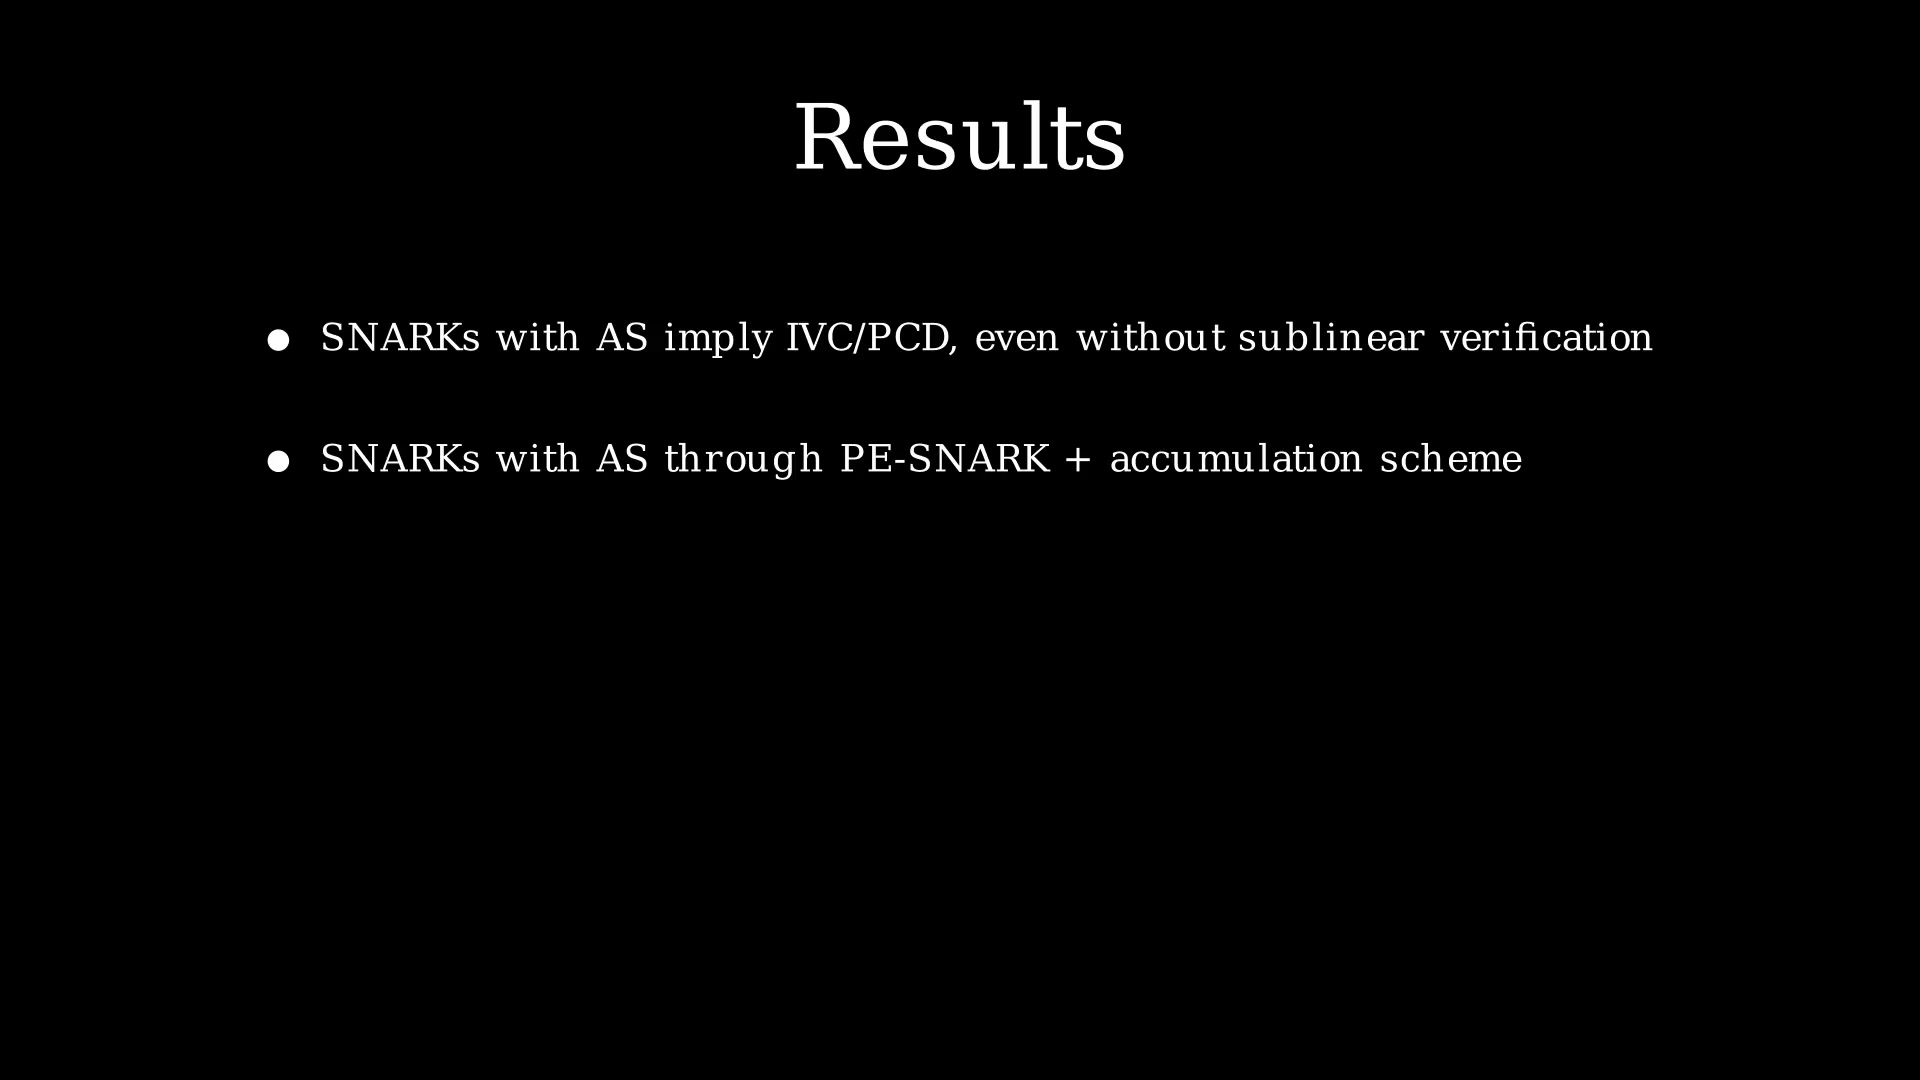 Results
● SNARKs with AS imply IVC/PCD, even without sublinear verification
● SNARKs with AS through PE-SNARK + accumulation scheme